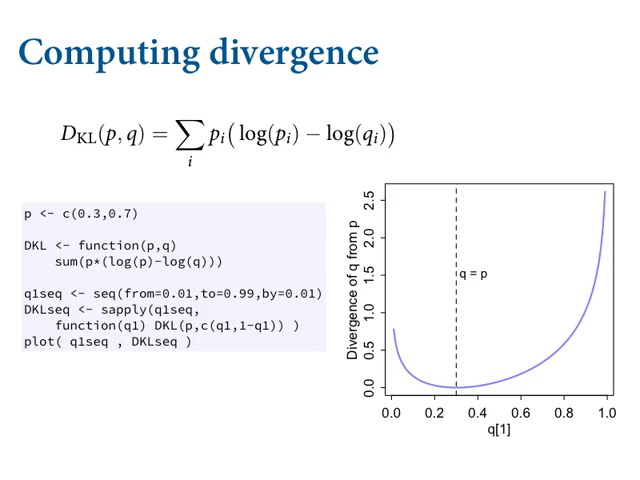 Computing divergence
D_KL(p, q) = ∑_i p_i(log(p_i) − log(q_i))
p <- c(0.3,0.7)
DKL <- function(p,q)
    sum(p*(log(p)-log(q)))
q1seq <- seq(from=0.01,to=0.99,by=0.01)
DKLseq <- sapply(q1seq,
    function(q1) DKL(p,c(q1,1-q1)) )
plot( q1seq , DKLseq )
Divergence of q from p
2.5
2.0
1.5
1.0
0.5
0.0
q = p
0.0 0.2 0.4 0.6 0.8 1.0
q[1]